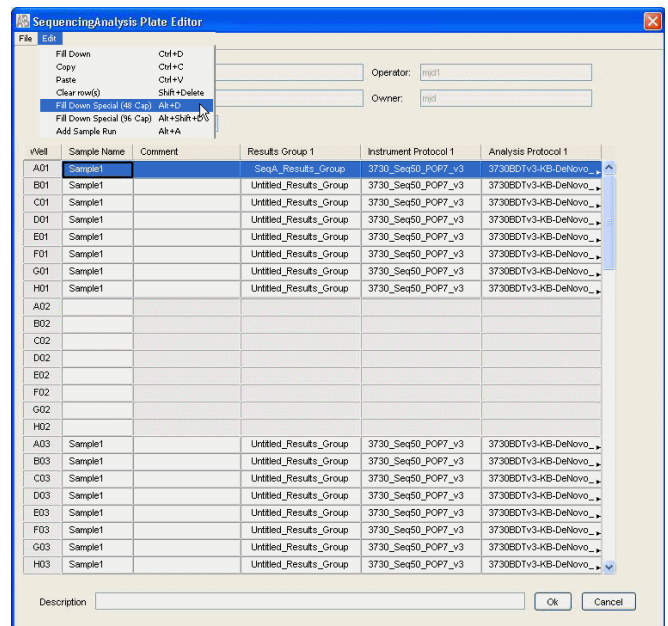 SequencingAnalysis Plate Editor
File Edit
Fill Down Ctrl+D
Copy Ctrl+C
Paste Ctrl+V
Clear row(s) Shift+Delete
Fill Down Special (48 Cap) Alt+D
Fill Down Special (96 Cap) Alt+Shift+D
Add Sample Run Alt+A
Operator: mjd1
Owner: mjd
Well Sample Name Comment Results Group 1 Instrument Protocol 1 Analysis Protocol 1
A01 Sample1 SeqA_Results_Group 3730_Seq50_POP7_v3 3730BDTv3-KB-DeNovo_
B01 Sample1 Untitled_Results_Group 3730_Seq50_POP7_v3 3730BDTv3-KB-DeNovo_
C01 Sample1 Untitled_Results_Group 3730_Seq50_POP7_v3 3730BDTv3-KB-DeNovo_
D01 Sample1 Untitled_Results_Group 3730_Seq50_POP7_v3 3730BDTv3-KB-DeNovo_
E01 Sample1 Untitled_Results_Group 3730_Seq50_POP7_v3 3730BDTv3-KB-DeNovo_
F01 Sample1 Untitled_Results_Group 3730_Seq50_POP7_v3 3730BDTv3-KB-DeNovo_
G01 Sample1 Untitled_Results_Group 3730_Seq50_POP7_v3 3730BDTv3-KB-DeNovo_
H01 Sample1 Untitled_Results_Group 3730_Seq50_POP7_v3 3730BDTv3-KB-DeNovo_
A02
B02
C02
D02
E02
F02
G02
H02
A03 Sample1 Untitled_Results_Group 3730_Seq50_POP7_v3 3730BDTv3-KB-DeNovo_
B03 Sample1 Untitled_Results_Group 3730_Seq50_POP7_v3 3730BDTv3-KB-DeNovo_
C03 Sample1 Untitled_Results_Group 3730_Seq50_POP7_v3 3730BDTv3-KB-DeNovo_
D03 Sample1 Untitled_Results_Group 3730_Seq50_POP7_v3 3730BDTv3-KB-DeNovo_
E03 Sample1 Untitled_Results_Group 3730_Seq50_POP7_v3 3730BDTv3-KB-DeNovo_
F03 Sample1 Untitled_Results_Group 3730_Seq50_POP7_v3 3730BDTv3-KB-DeNovo_
G03 Sample1 Untitled_Results_Group 3730_Seq50_POP7_v3 3730BDTv3-KB-DeNovo_
H03 Sample1 Untitled_Results_Group 3730_Seq50_POP7_v3 3730BDTv3-KB-DeNovo_
Description Ok Cancel